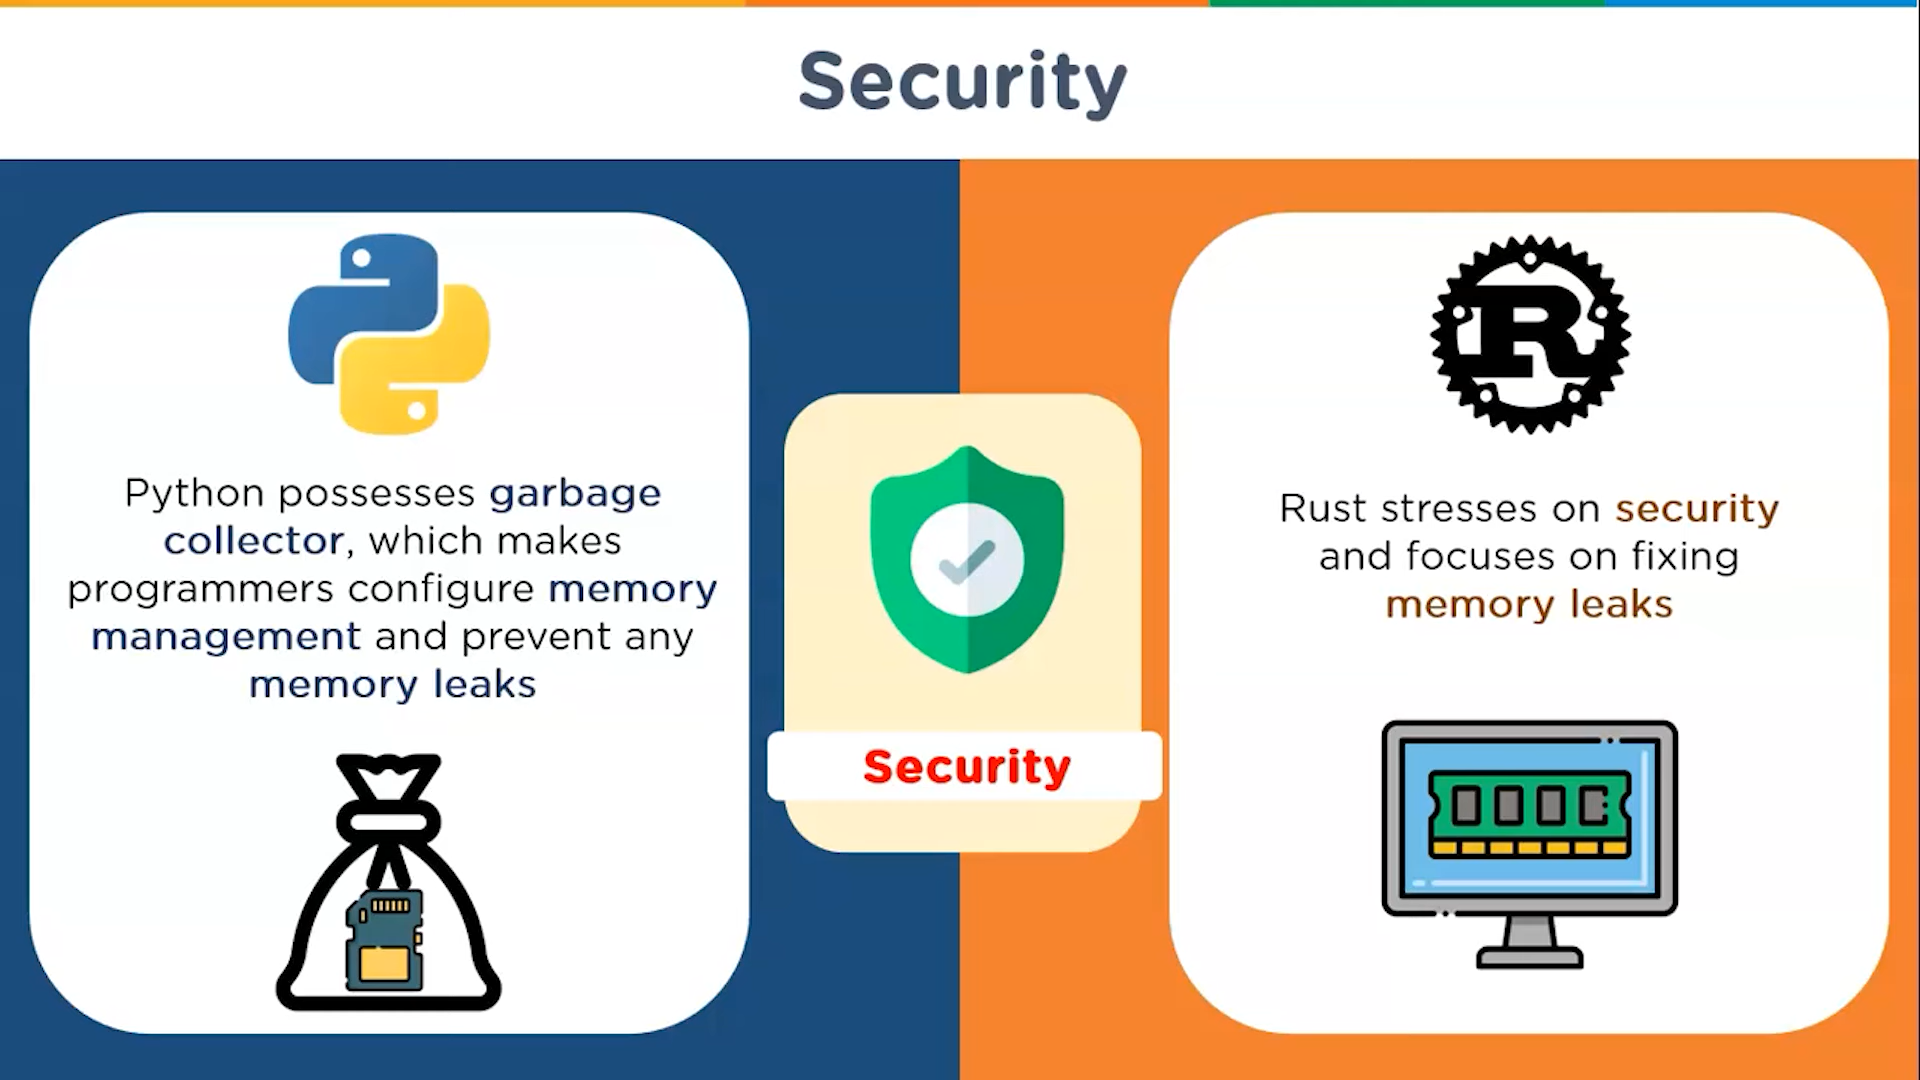 Security
Python possesses garbage
collector, which makes
programmers configure memory
management and prevent any
memory leaks
Security
R
Rust stresses on security
and focuses on fixing
memory leaks